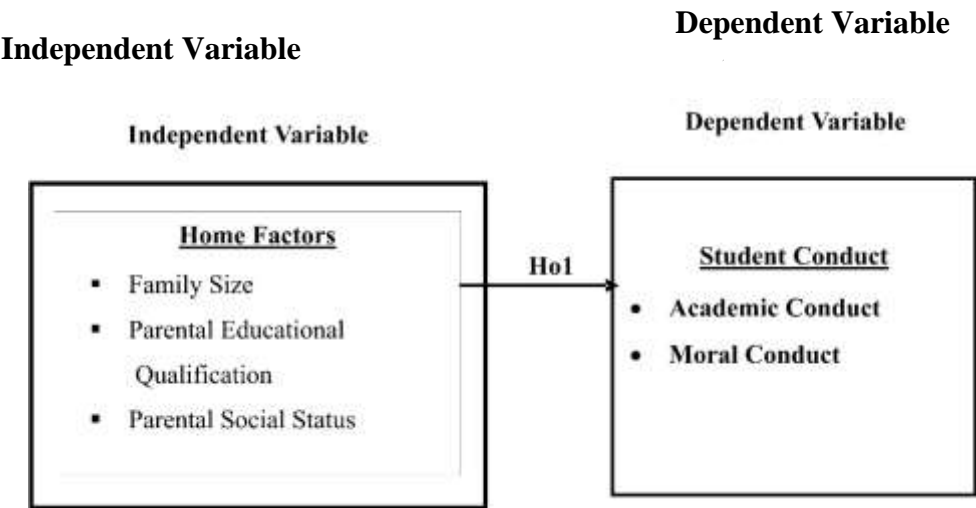 Dependent Variable
Independent Variable
Independent Variable
Dependent Variable
Home Factors
▪ Family Size
▪ Parental Educational
Qualification
▪ Parental Social Status
Ho1
Student Conduct
• Academic Conduct
• Moral Conduct